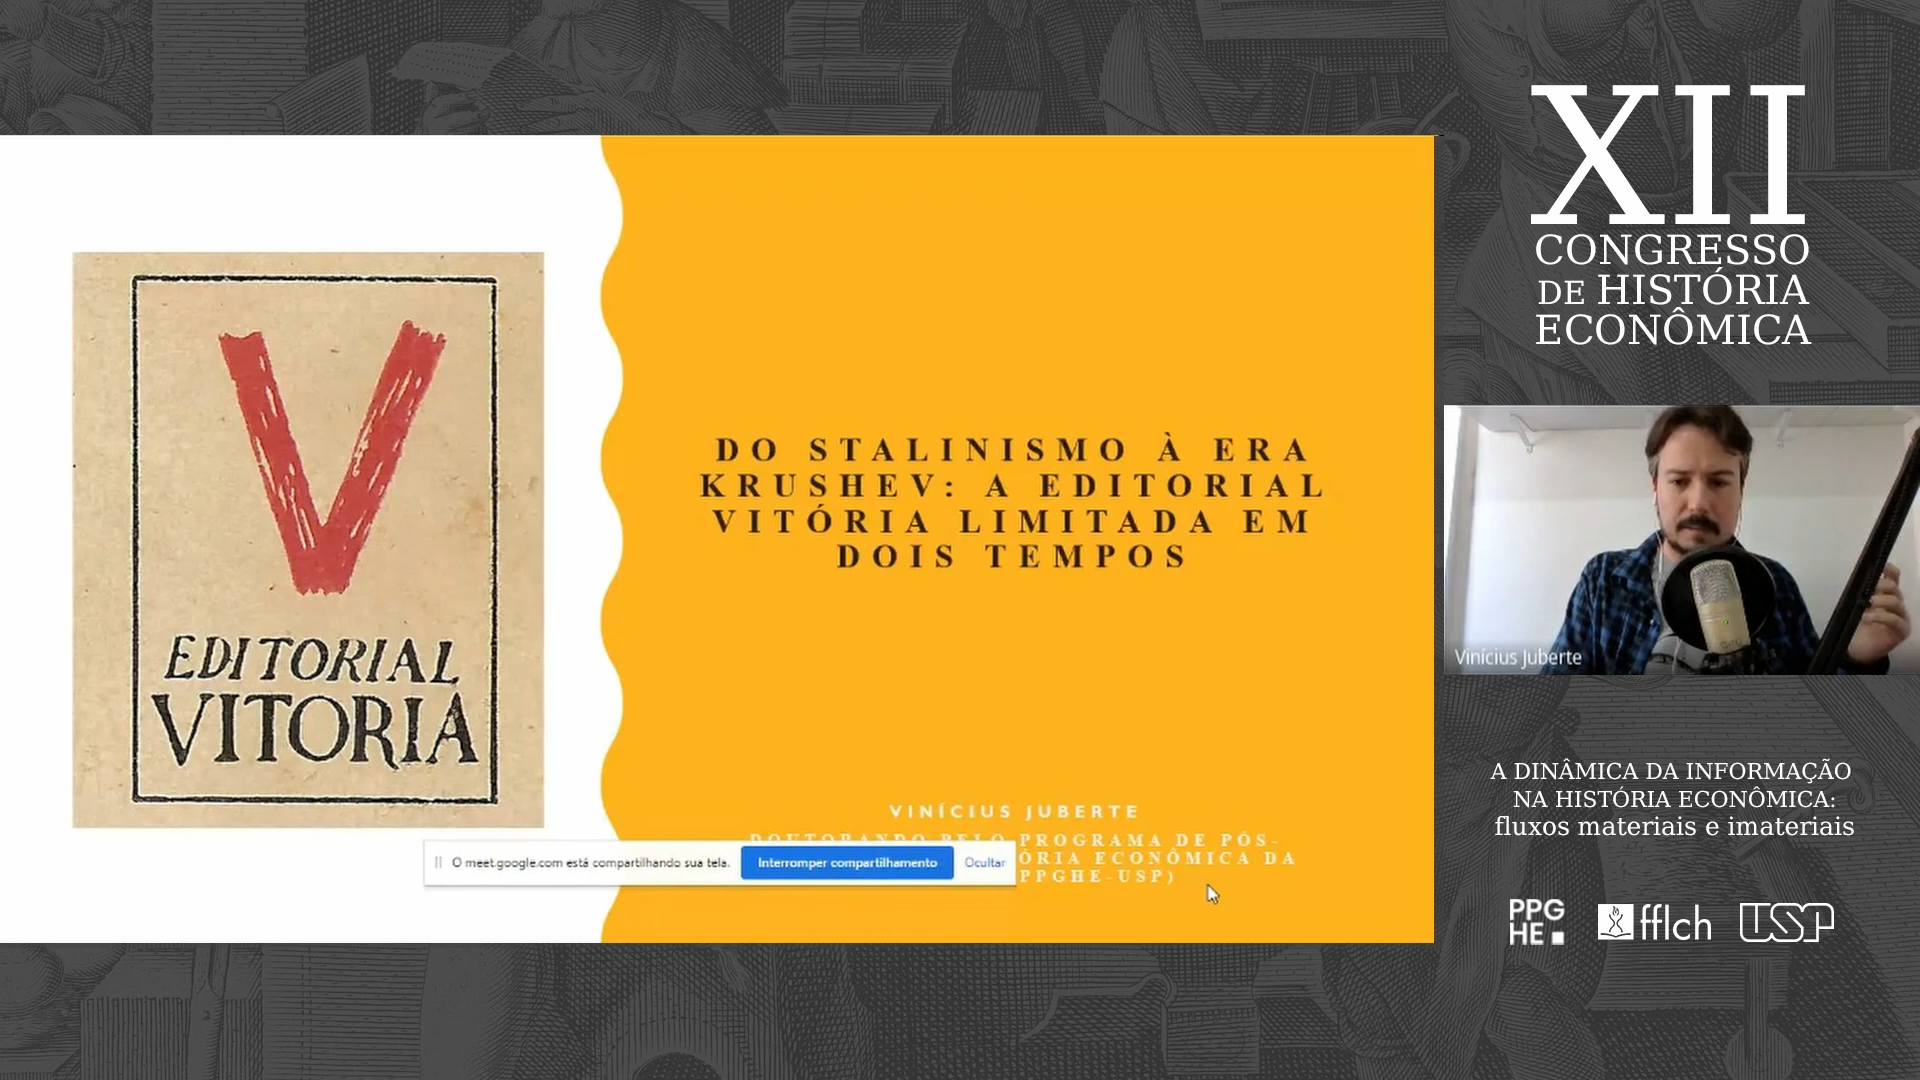 EDITORIAL
VITORIA
DO STALINISMO À ERA
KRUSHEV: A EDITORIAL
VITÓRIA LIMITADA EM
DOIS TEMPOS
VINÍCIUS JUBERTE
DOUTORANDO PELO PROGRAMA DE PÓS-
ÓRIA ECONÔMICA DA
PPGHE-USP)
O meet.google.com está compartilhando sua tela.
Interromper compartilhamento
Ocultar
XII
CONGRESSO
DE HISTÓRIA
ECONÔMICA
Vinícius Juberte
A DINÂMICA DA INFORMAÇÃO
NA HISTÓRIA ECONÔMICA:
fluxos materiais e imateriais
PPG
HE
fflch
USP